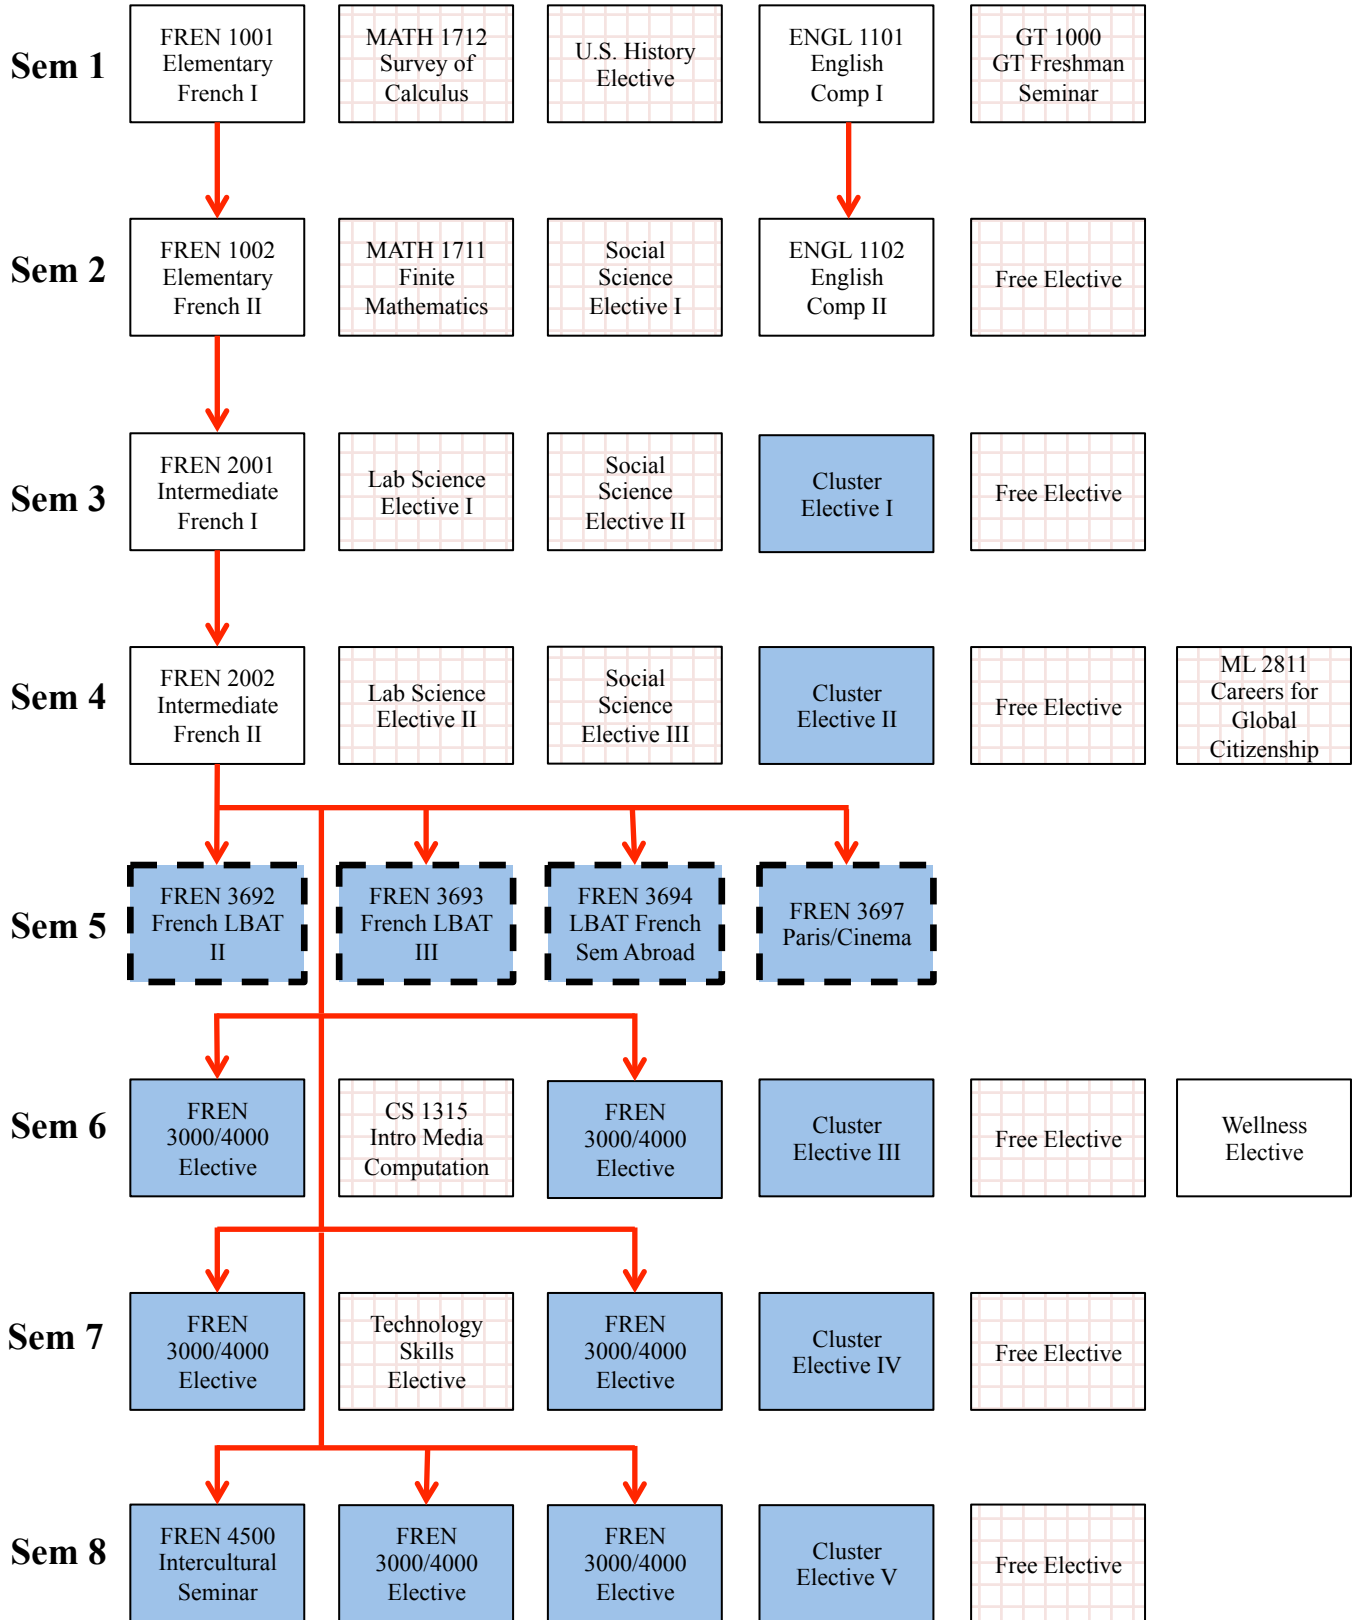 Sem 1
FREN 1001
Elementary
French I
MATH 1712
Survey of
Calculus
U.S. History
Elective
ENGL 1101
English
Comp I
GT 1000
GT Freshman
Seminar
Sem 2
FREN 1002
Elementary
French II
MATH 1711
Finite
Mathematics
Social
Science
Elective I
ENGL 1102
English
Comp II
Free Elective
Sem 3
FREN 2001
Intermediate
French I
Lab Science
Elective I
Social
Science
Elective II
Cluster
Elective I
Free Elective
Sem 4
FREN 2002
Intermediate
French II
Lab Science
Elective II
Social
Science
Elective III
Cluster
Elective II
Free Elective
ML 2811
Careers for
Global
Citizenship
Sem 5
FREN 3692
French LBAT
II
FREN 3693
French LBAT
III
FREN 3694
LBAT French
Sem Abroad
FREN 3697
Paris/Cinema
Sem 6
FREN
3000/4000
Elective
CS 1315
Intro Media
Computation
FREN
3000/4000
Elective
Cluster
Elective III
Free Elective
Wellness
Elective
Sem 7
FREN
3000/4000
Elective
Technology
Skills
Elective
FREN
3000/4000
Elective
Cluster
Elective IV
Free Elective
Sem 8
FREN 4500
Intercultural
Seminar
FREN
3000/4000
Elective
FREN
3000/4000
Elective
Cluster
Elective V
Free Elective